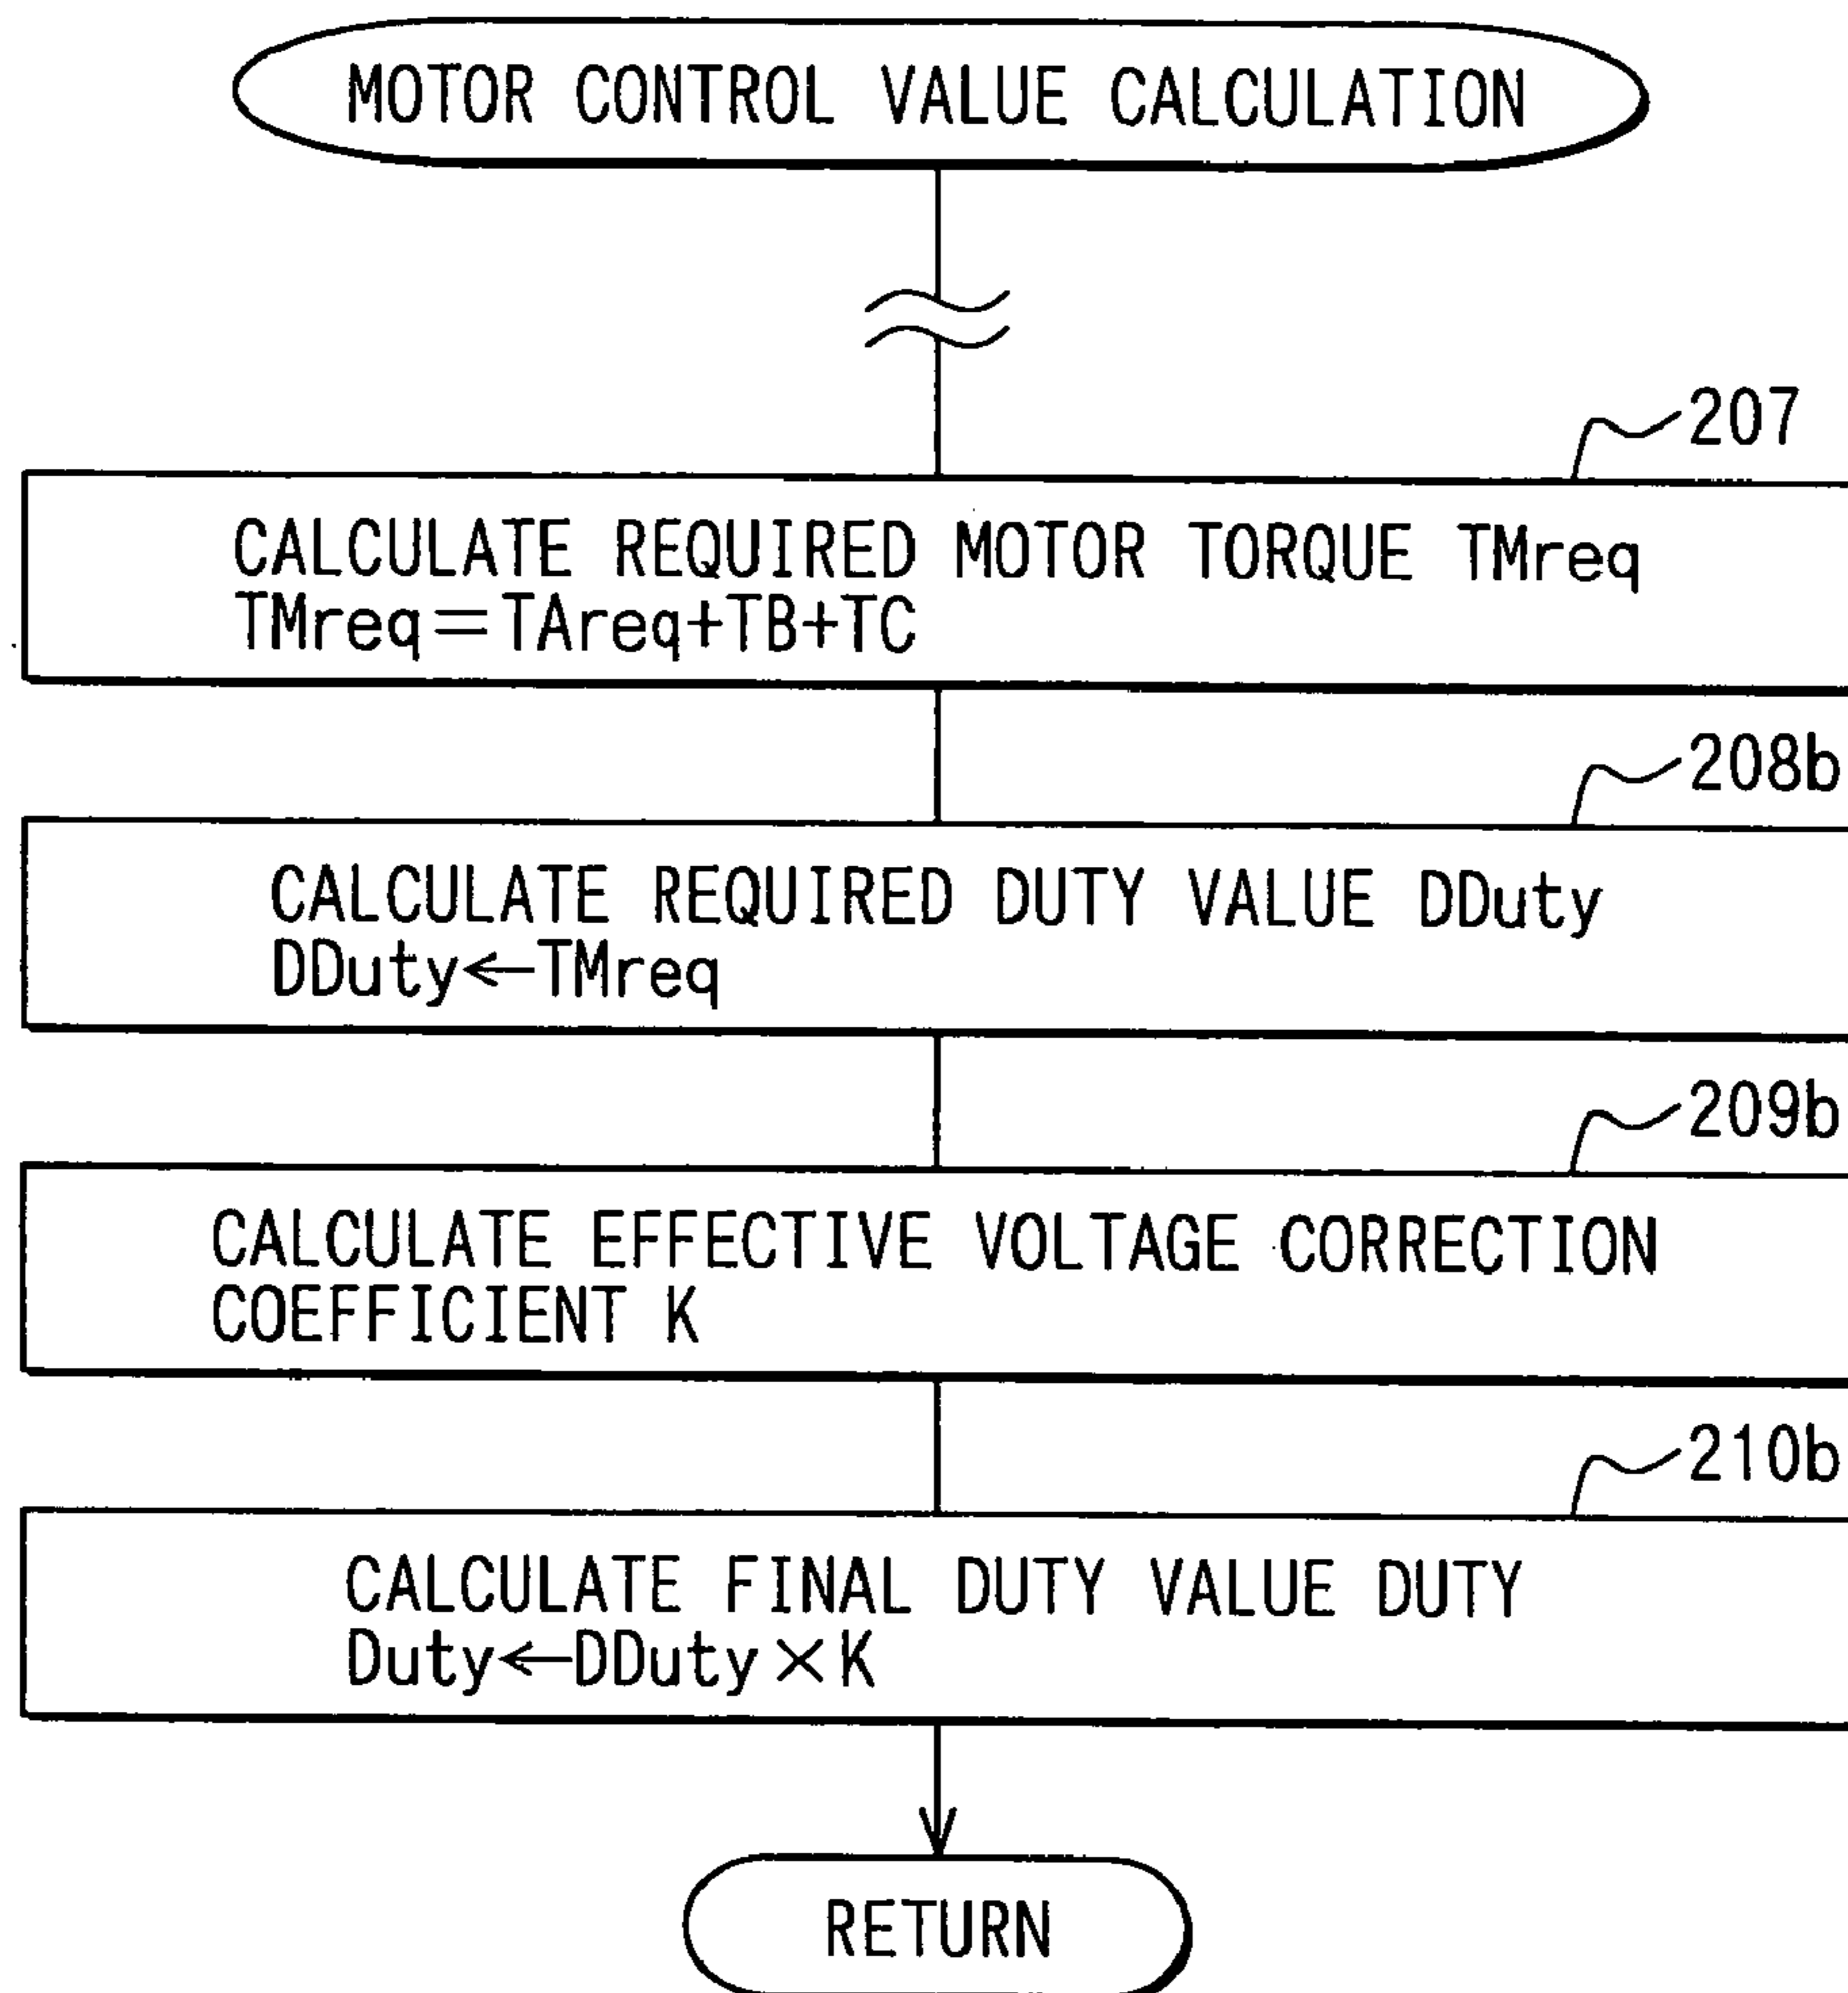 MOTOR CONTROL VALUE CALCULATION
207
CALCULATE REQUIRED MOTOR TORQUE TMreq
TMreq=TAreq+TB+TC
208b
CALCULATE REQUIRED DUTY VALUE DDuty
DDuty←TMreq
209b
CALCULATE EFFECTIVE VOLTAGE CORRECTION
COEFFICIENT K
210b
CALCULATE FINAL DUTY VALUE DUTY
Duty←DDuty×K
RETURN